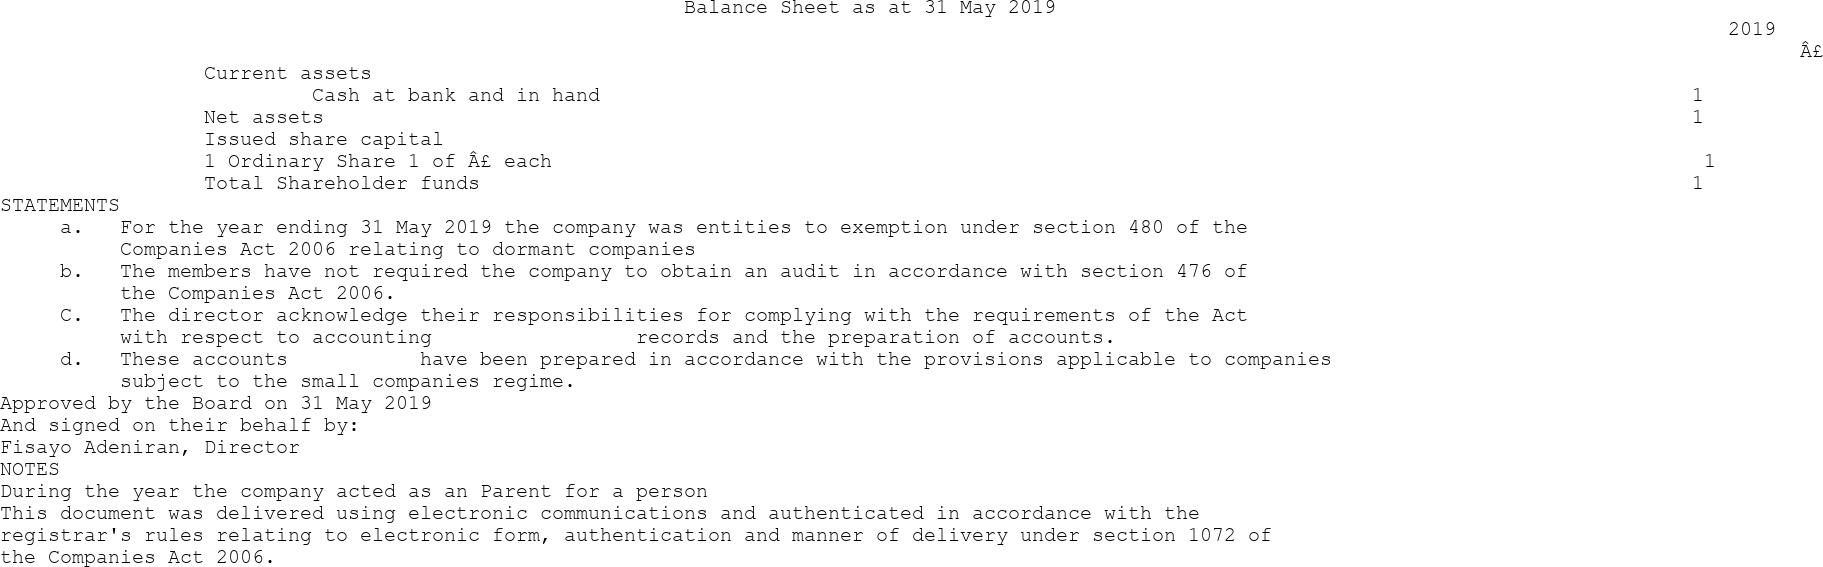 Balance Sheet as at 31 May 2019
2019
Â£
Current assets
Cash at bank and in hand 1
Net assets 1
Issued share capital
1 Ordinary Share 1 of Â£ each 1
Total Shareholder funds 1
STATEMENTS
a. For the year ending 31 May 2019 the company was entities to exemption under section 480 of the
Companies Act 2006 relating to dormant companies
b. The members have not required the company to obtain an audit in accordance with section 476 of
the Companies Act 2006.
C. The director acknowledge their responsibilities for complying with the requirements of the Act
with respect to accounting records and the preparation of accounts.
d. These accounts have been prepared in accordance with the provisions applicable to companies
subject to the small companies regime.
Approved by the Board on 31 May 2019
And signed on their behalf by:
Fisayo Adeniran, Director
NOTES
During the year the company acted as an Parent for a person
This document was delivered using electronic communications and authenticated in accordance with the
registrar's rules relating to electronic form, authentication and manner of delivery under section 1072 of
the Companies Act 2006.